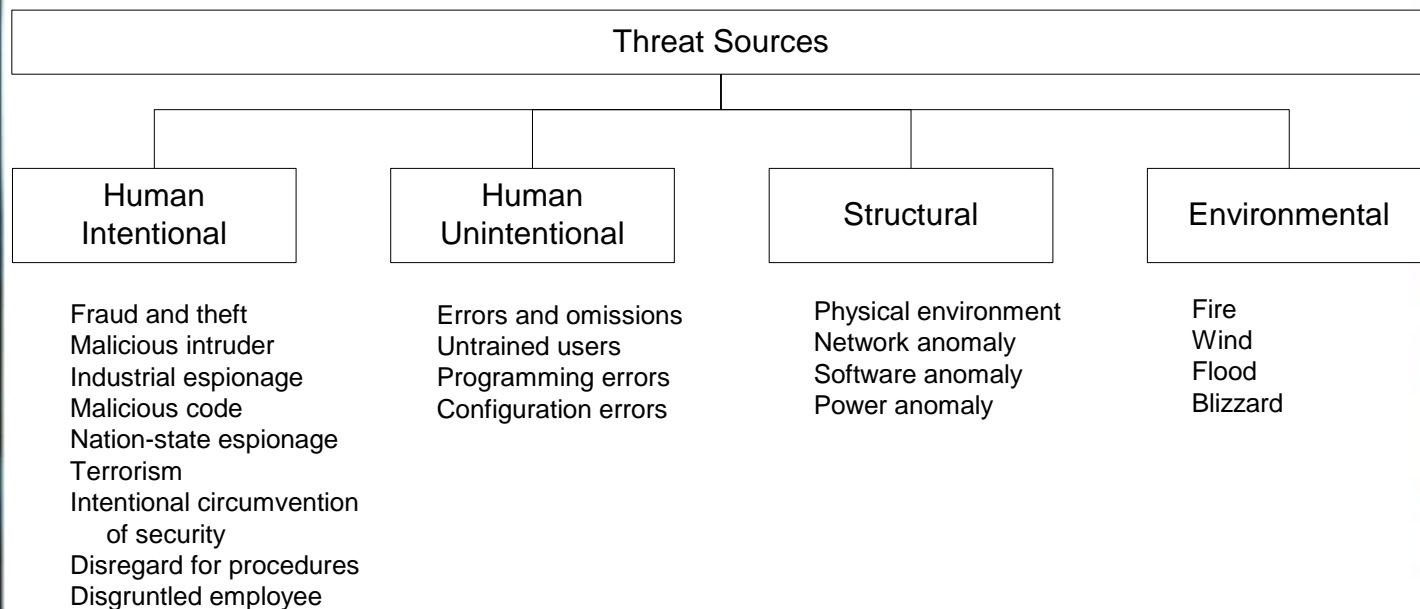 Threat Sources
Human
Intentional
Human
Unintentional
Structural
Environmental
Fraud and theft
Malicious intruder
Industrial espionage
Malicious code
Nation-state espionage
Terrorism
Intentional circumvention
of security
Disregard for procedures
Disgruntled employee
Errors and omissions
Untrained users
Programming errors
Configuration errors
Physical environment
Network anomaly
Software anomaly
Power anomaly
Fire
Wind
Flood
Blizzard